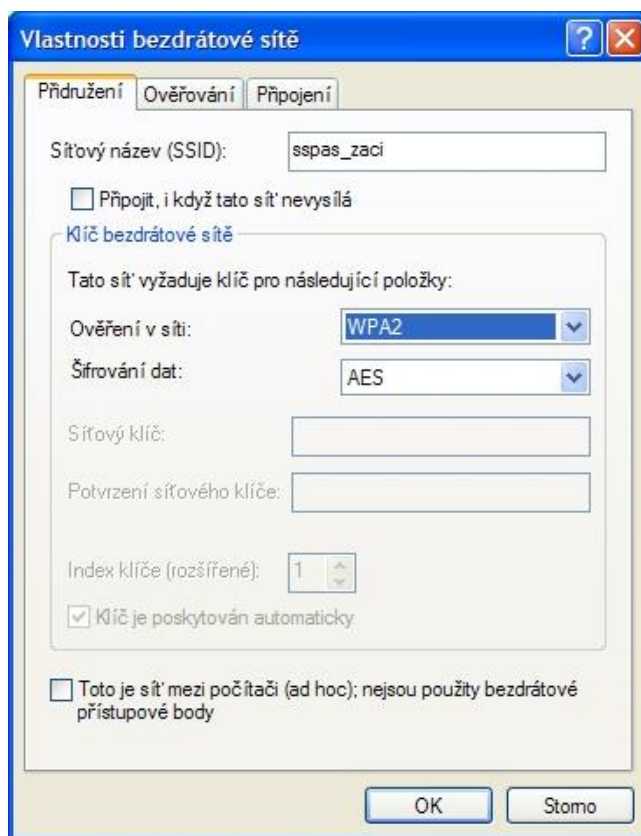 Vlastnosti bezdrátové sítě
Přidružení Ověřování Připojení
Síťový název (SSID): sspas_zaci
Připojit, i když tato síť nevysílá
Klíč bezdrátové sítě
Tato síť vyžaduje klíč pro následující položky:
Ověření v síti: WPA2
Šifrování dat: AES
Síťový klíč:
Potvrzení síťového klíče:
Index klíče (rozšířené): 1
Klíč je poskytován automaticky
Toto je síť mezi počítači (ad hoc); nejsou použity bezdrátové
přístupové body
OK Storno